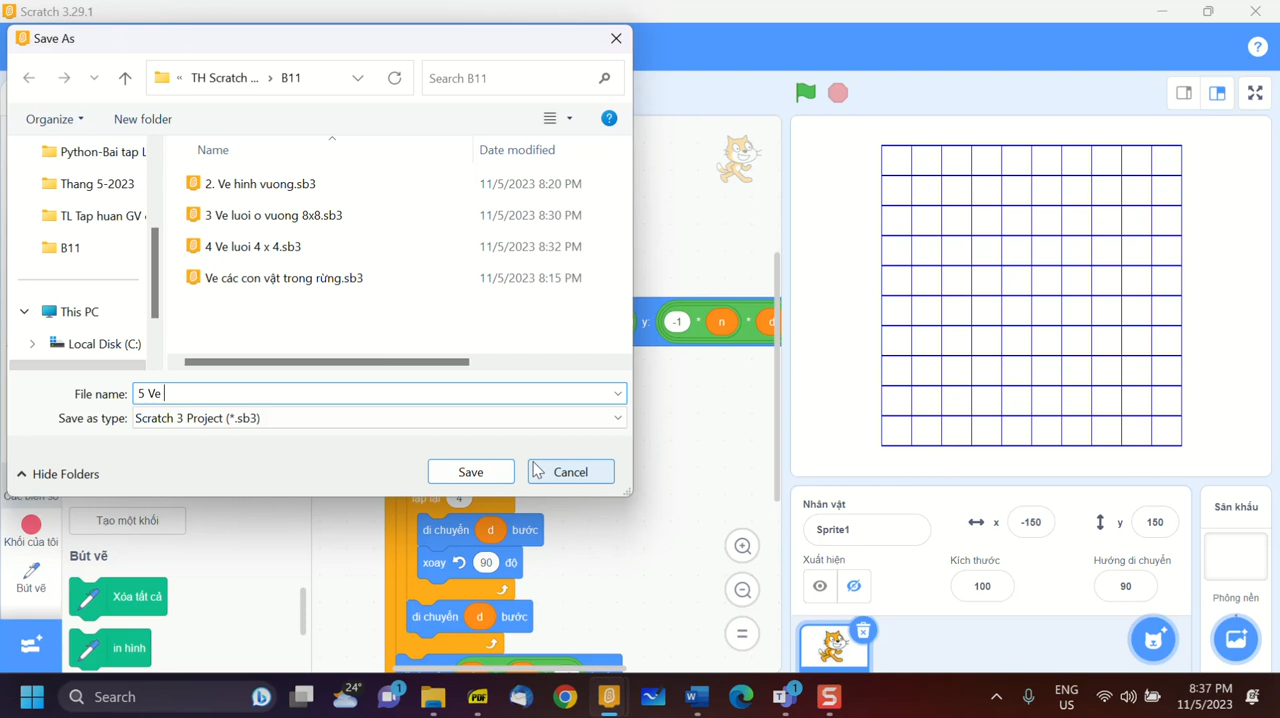 Scratch 3.29.1
Save As
« TH Scratch ... > B11
Search B11
Organize
New folder
Name
Date modified
Python-Bai tap L
Thang 5-2023
TL Tap huan GV
B11
This PC
Local Disk (C:)
2. Ve hinh vuong.sb3
11/5/2023 8:20 PM
3 Ve luoi o vuong 8x8.sb3
11/5/2023 8:30 PM
4 Ve luoi 4 x 4.sb3
11/5/2023 8:32 PM
Ve các con vật trong rừng.sb3
11/5/2023 8:15 PM
File name: 5 Ve
Save as type: Scratch 3 Project (*.sb3)
Hide Folders
Save
Cancel
y: -1 * n * d
Khối của tôi
Bút vẽ
Tạo một khối
Bút vẽ
Xóa tất cả
in hình
lặp lại 4
di chuyển d bước
xoay 90 độ
di chuyển d bước
Nhân vật
Sprite1
x -150
y 150
Xuất hiện
Kích thước
100
Hướng di chuyển
90
Sân khấu
Phông nền
Search
24°
1
PDF
1
ENG
US
8:37 PM
11/5/2023